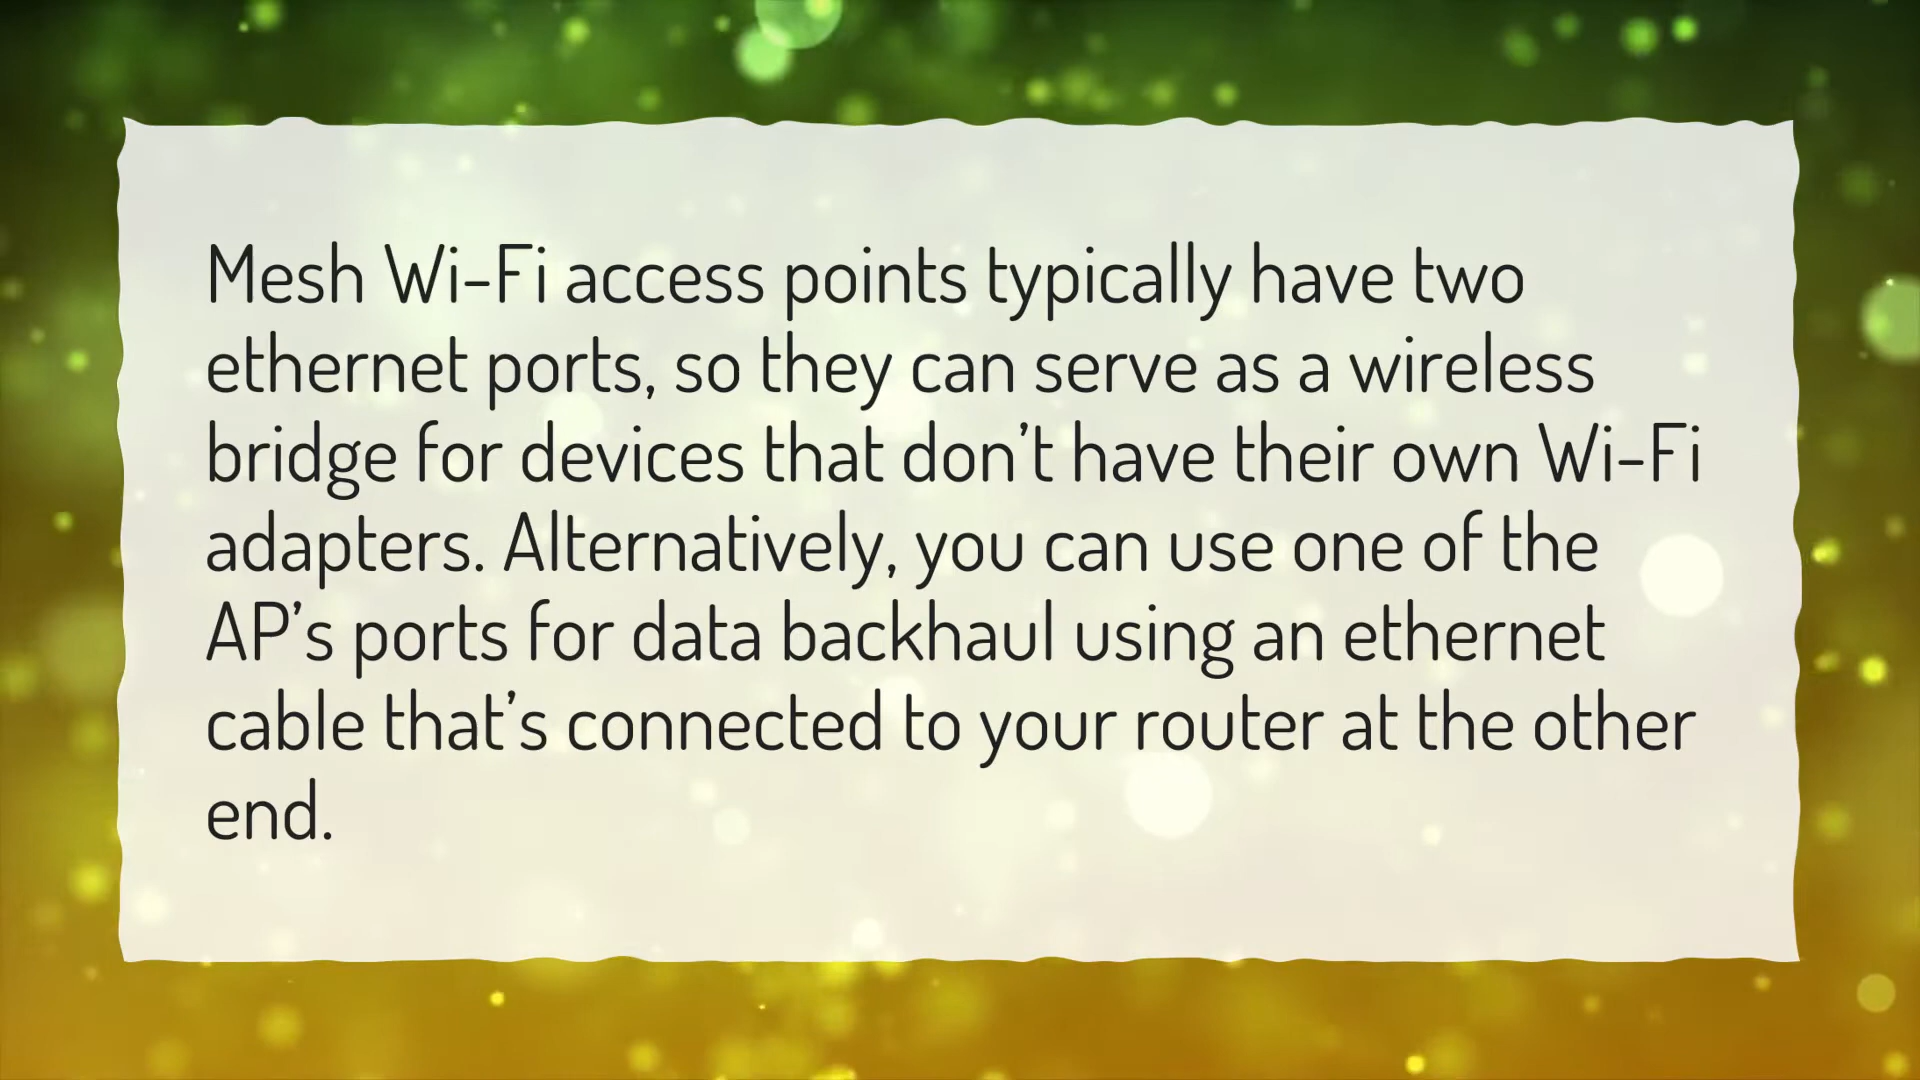 Mesh Wi-Fi access points typically have two
ethernet ports, so they can serve as a wireless
bridge for devices that don’t have their own Wi-Fi
adapters. Alternatively, you can use one of the
AP’s ports for data backhaul using an ethernet
cable that’s connected to your router at the other
end.